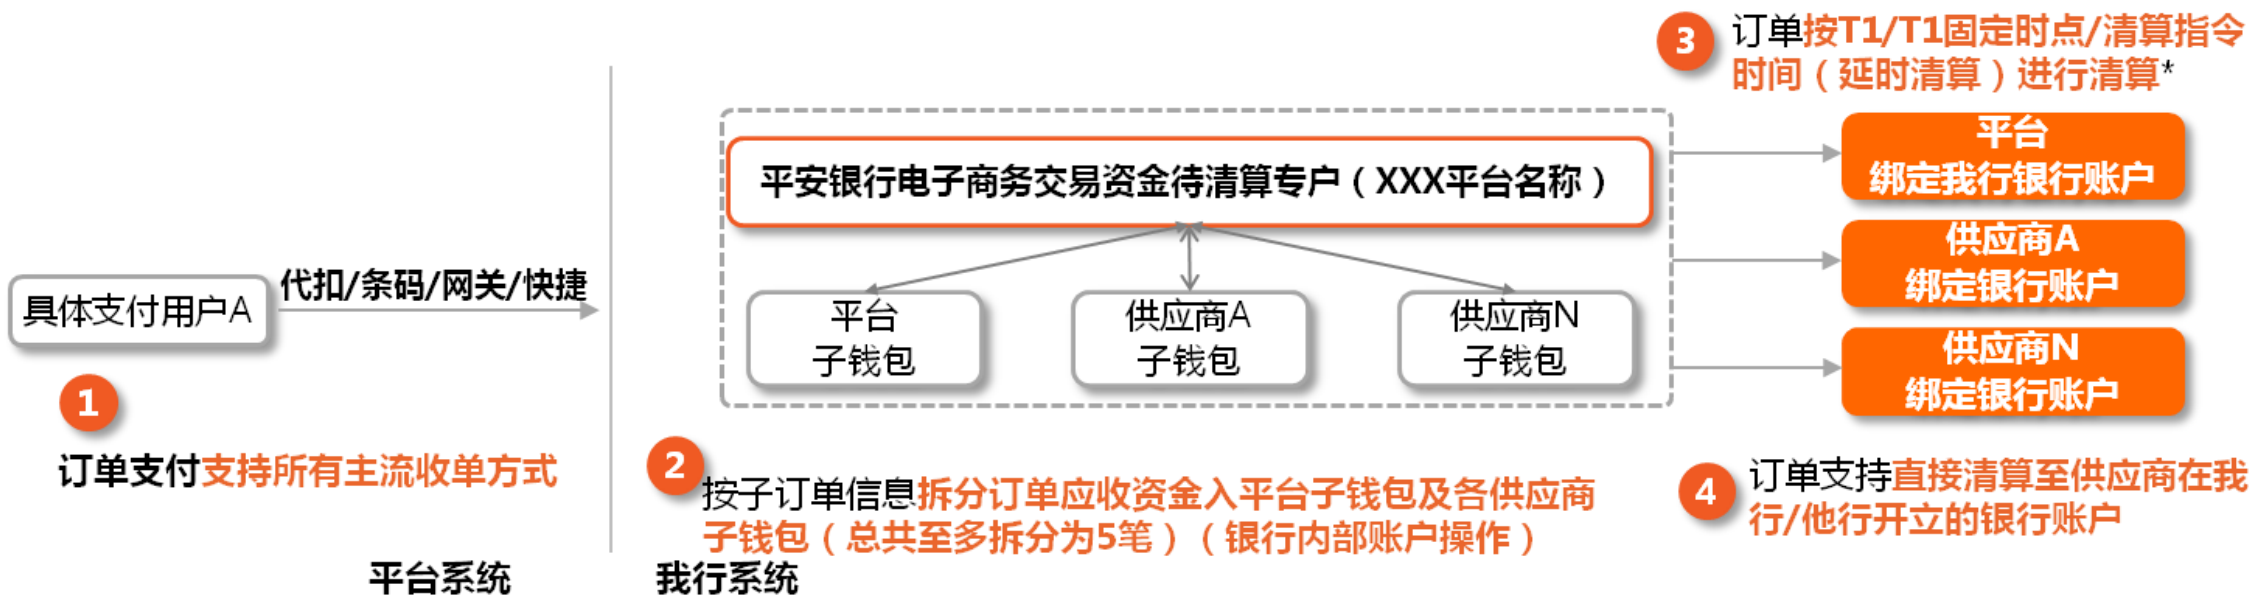 具体支付用户A
代扣/条码/网关/快捷
1
订单支付支持所有主流收单方式
平台系统
平安银行电子商务交易资金待清算专户（XXX平台名称）
平台
子钱包
供应商A
子钱包
供应商N
子钱包
2
按子订单信息拆分订单应收资金入平台子钱包及各供应商
子钱包（总共至多拆分为5笔）（银行内部账户操作）
我行系统
3
订单按T1/T1固定时点/清算指令
时间（延时清算）进行清算*
平台
绑定我行银行账户
供应商A
绑定银行账户
供应商N
绑定银行账户
4
订单支持直接清算至供应商在我
行/他行开立的银行账户